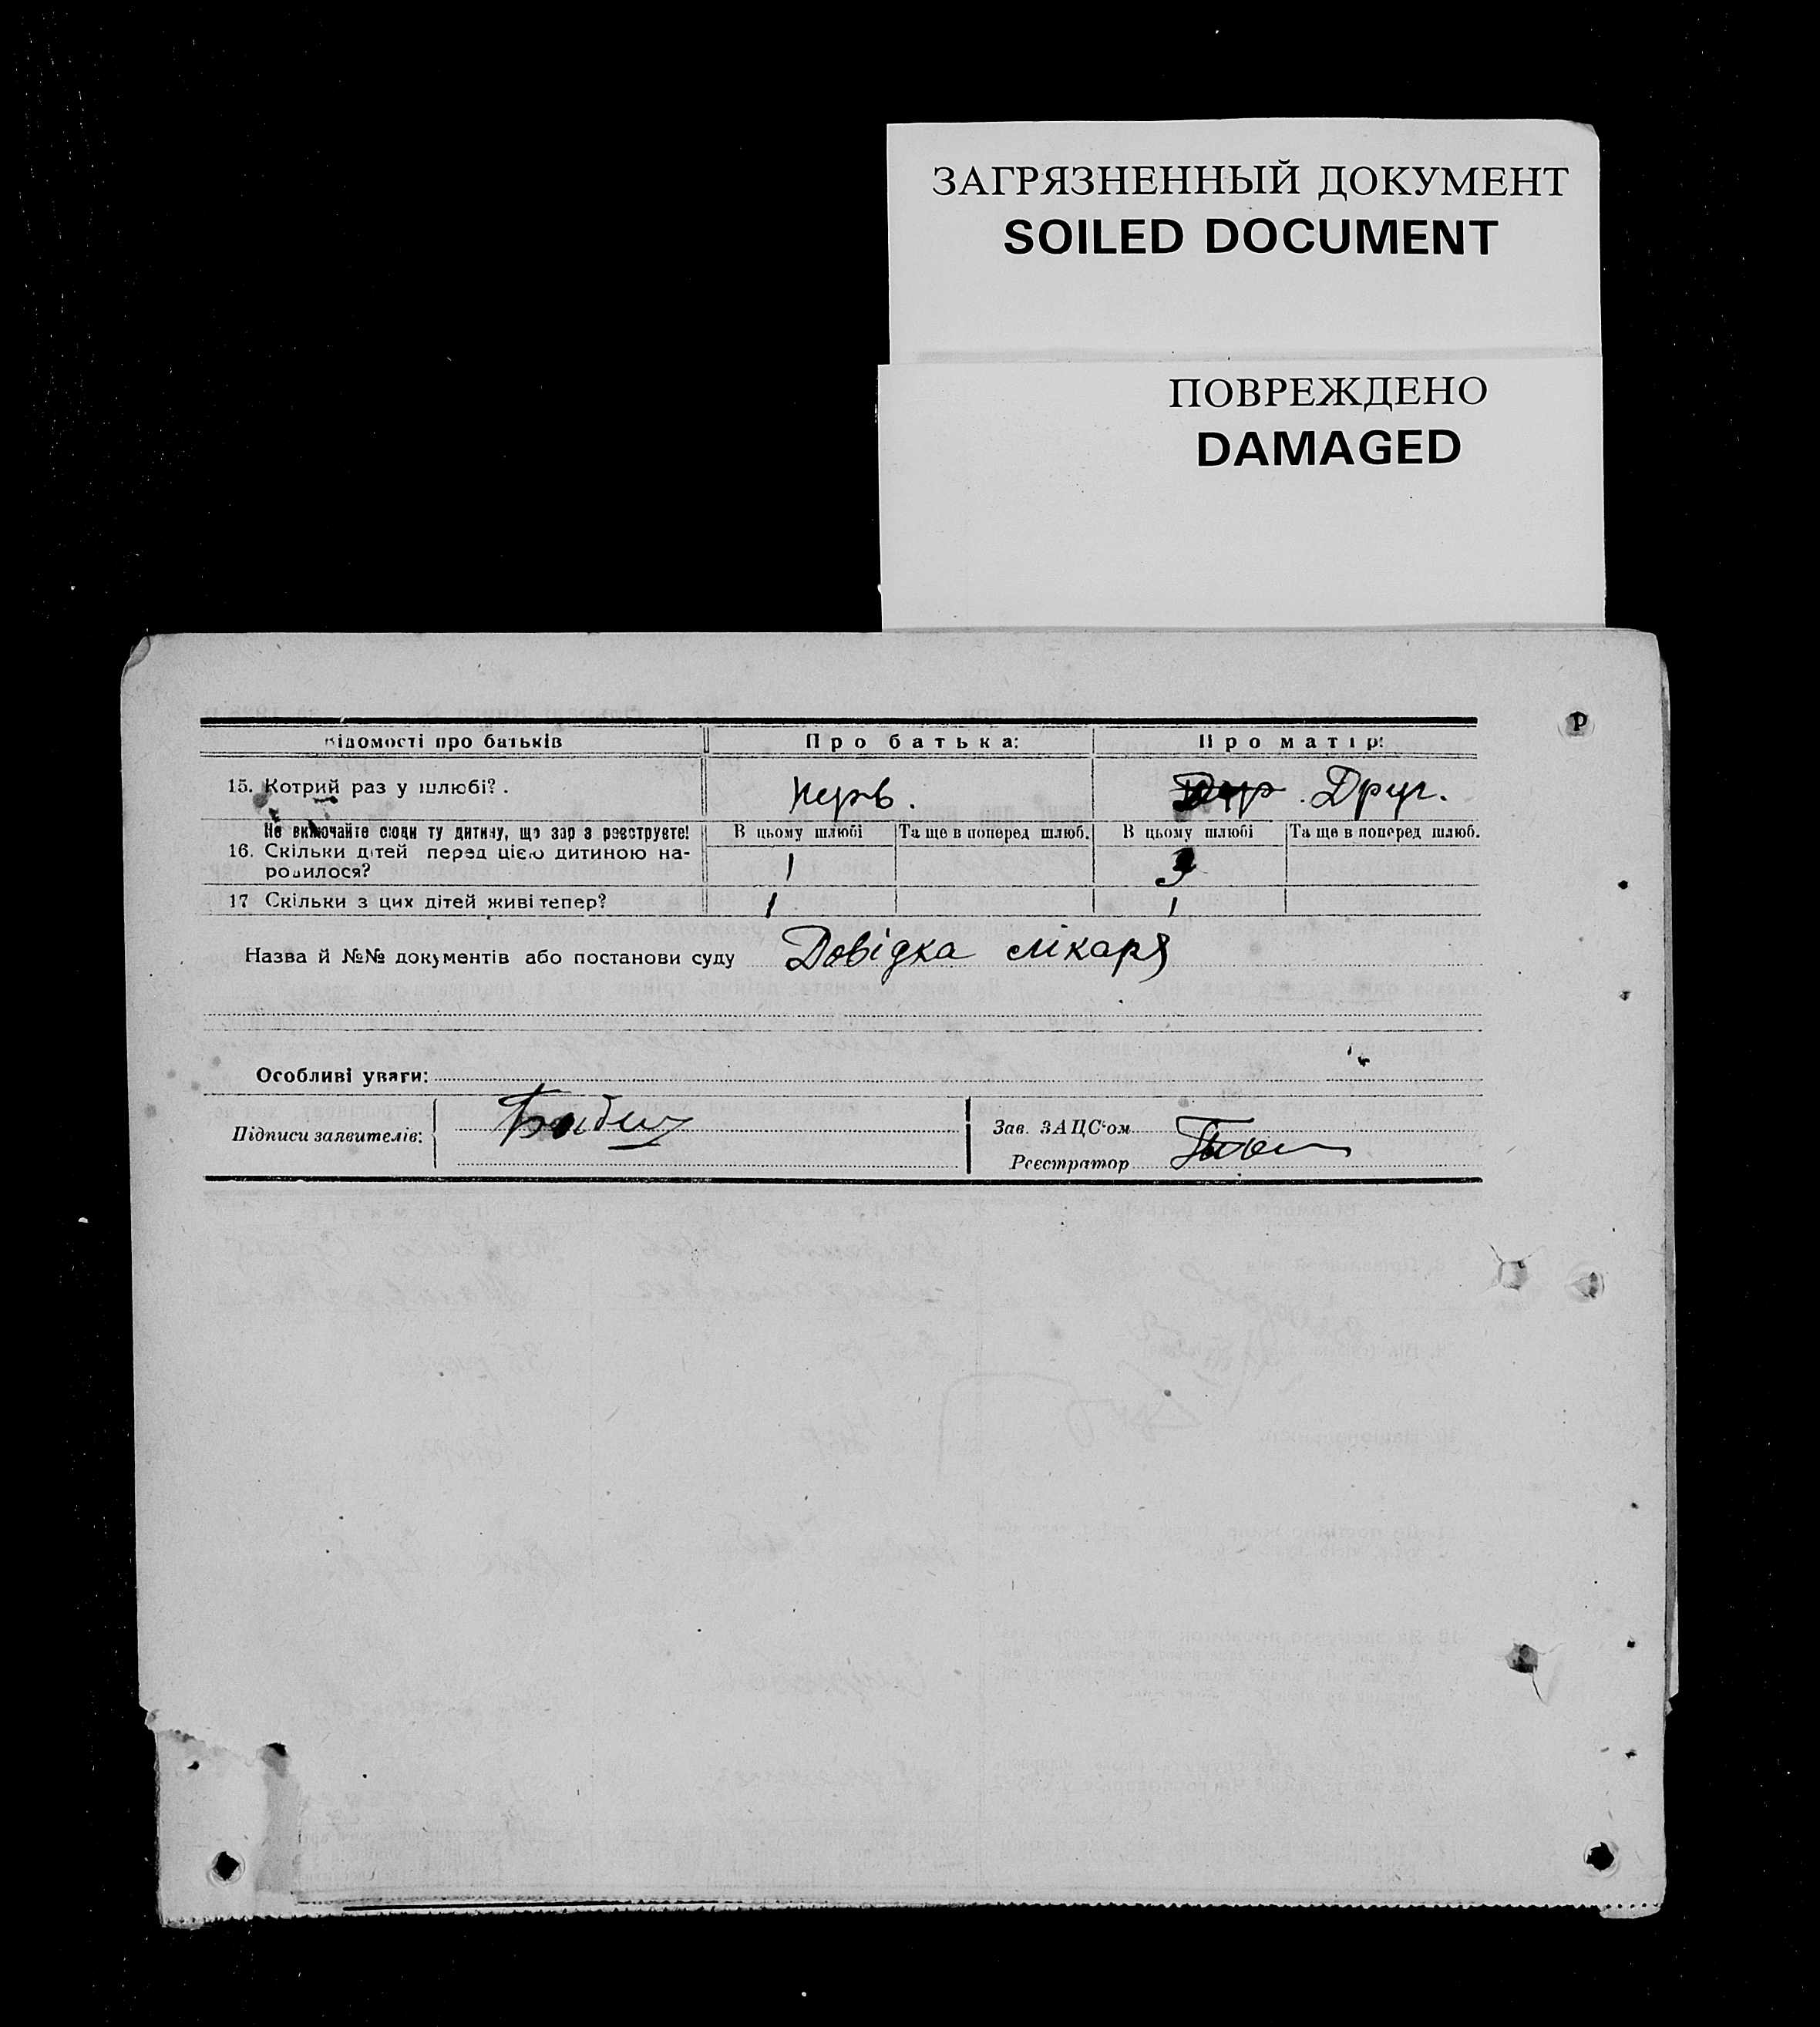 ЗАГРЯЗНЕННЫЙ ДОКУМЕНТ
SOILED DOCUMENT
ПОВРЕЖДЕНО
DAMAGED
Р
Відомості про батьків Про батька: Про матір:
15. Котрий раз у шлюбі? . Перв. Друг.
Не включайте сюди ту дитину, що зараз реєструєте! В цьому шлюбі Та ще в поперед шлюб. В цьому шлюбі Та ще в поперед шлюб.
16. Скільки дітей перед цією дитиною на-
родилося? 1
17 Скільки з цих дітей живі тепер? 1 1
Назва й №№ документів або постанови суду Довідка лікаря
Особливі уваги:
Підписи заявителів:
Зав. ЗАЦС'ом
Реєстратор